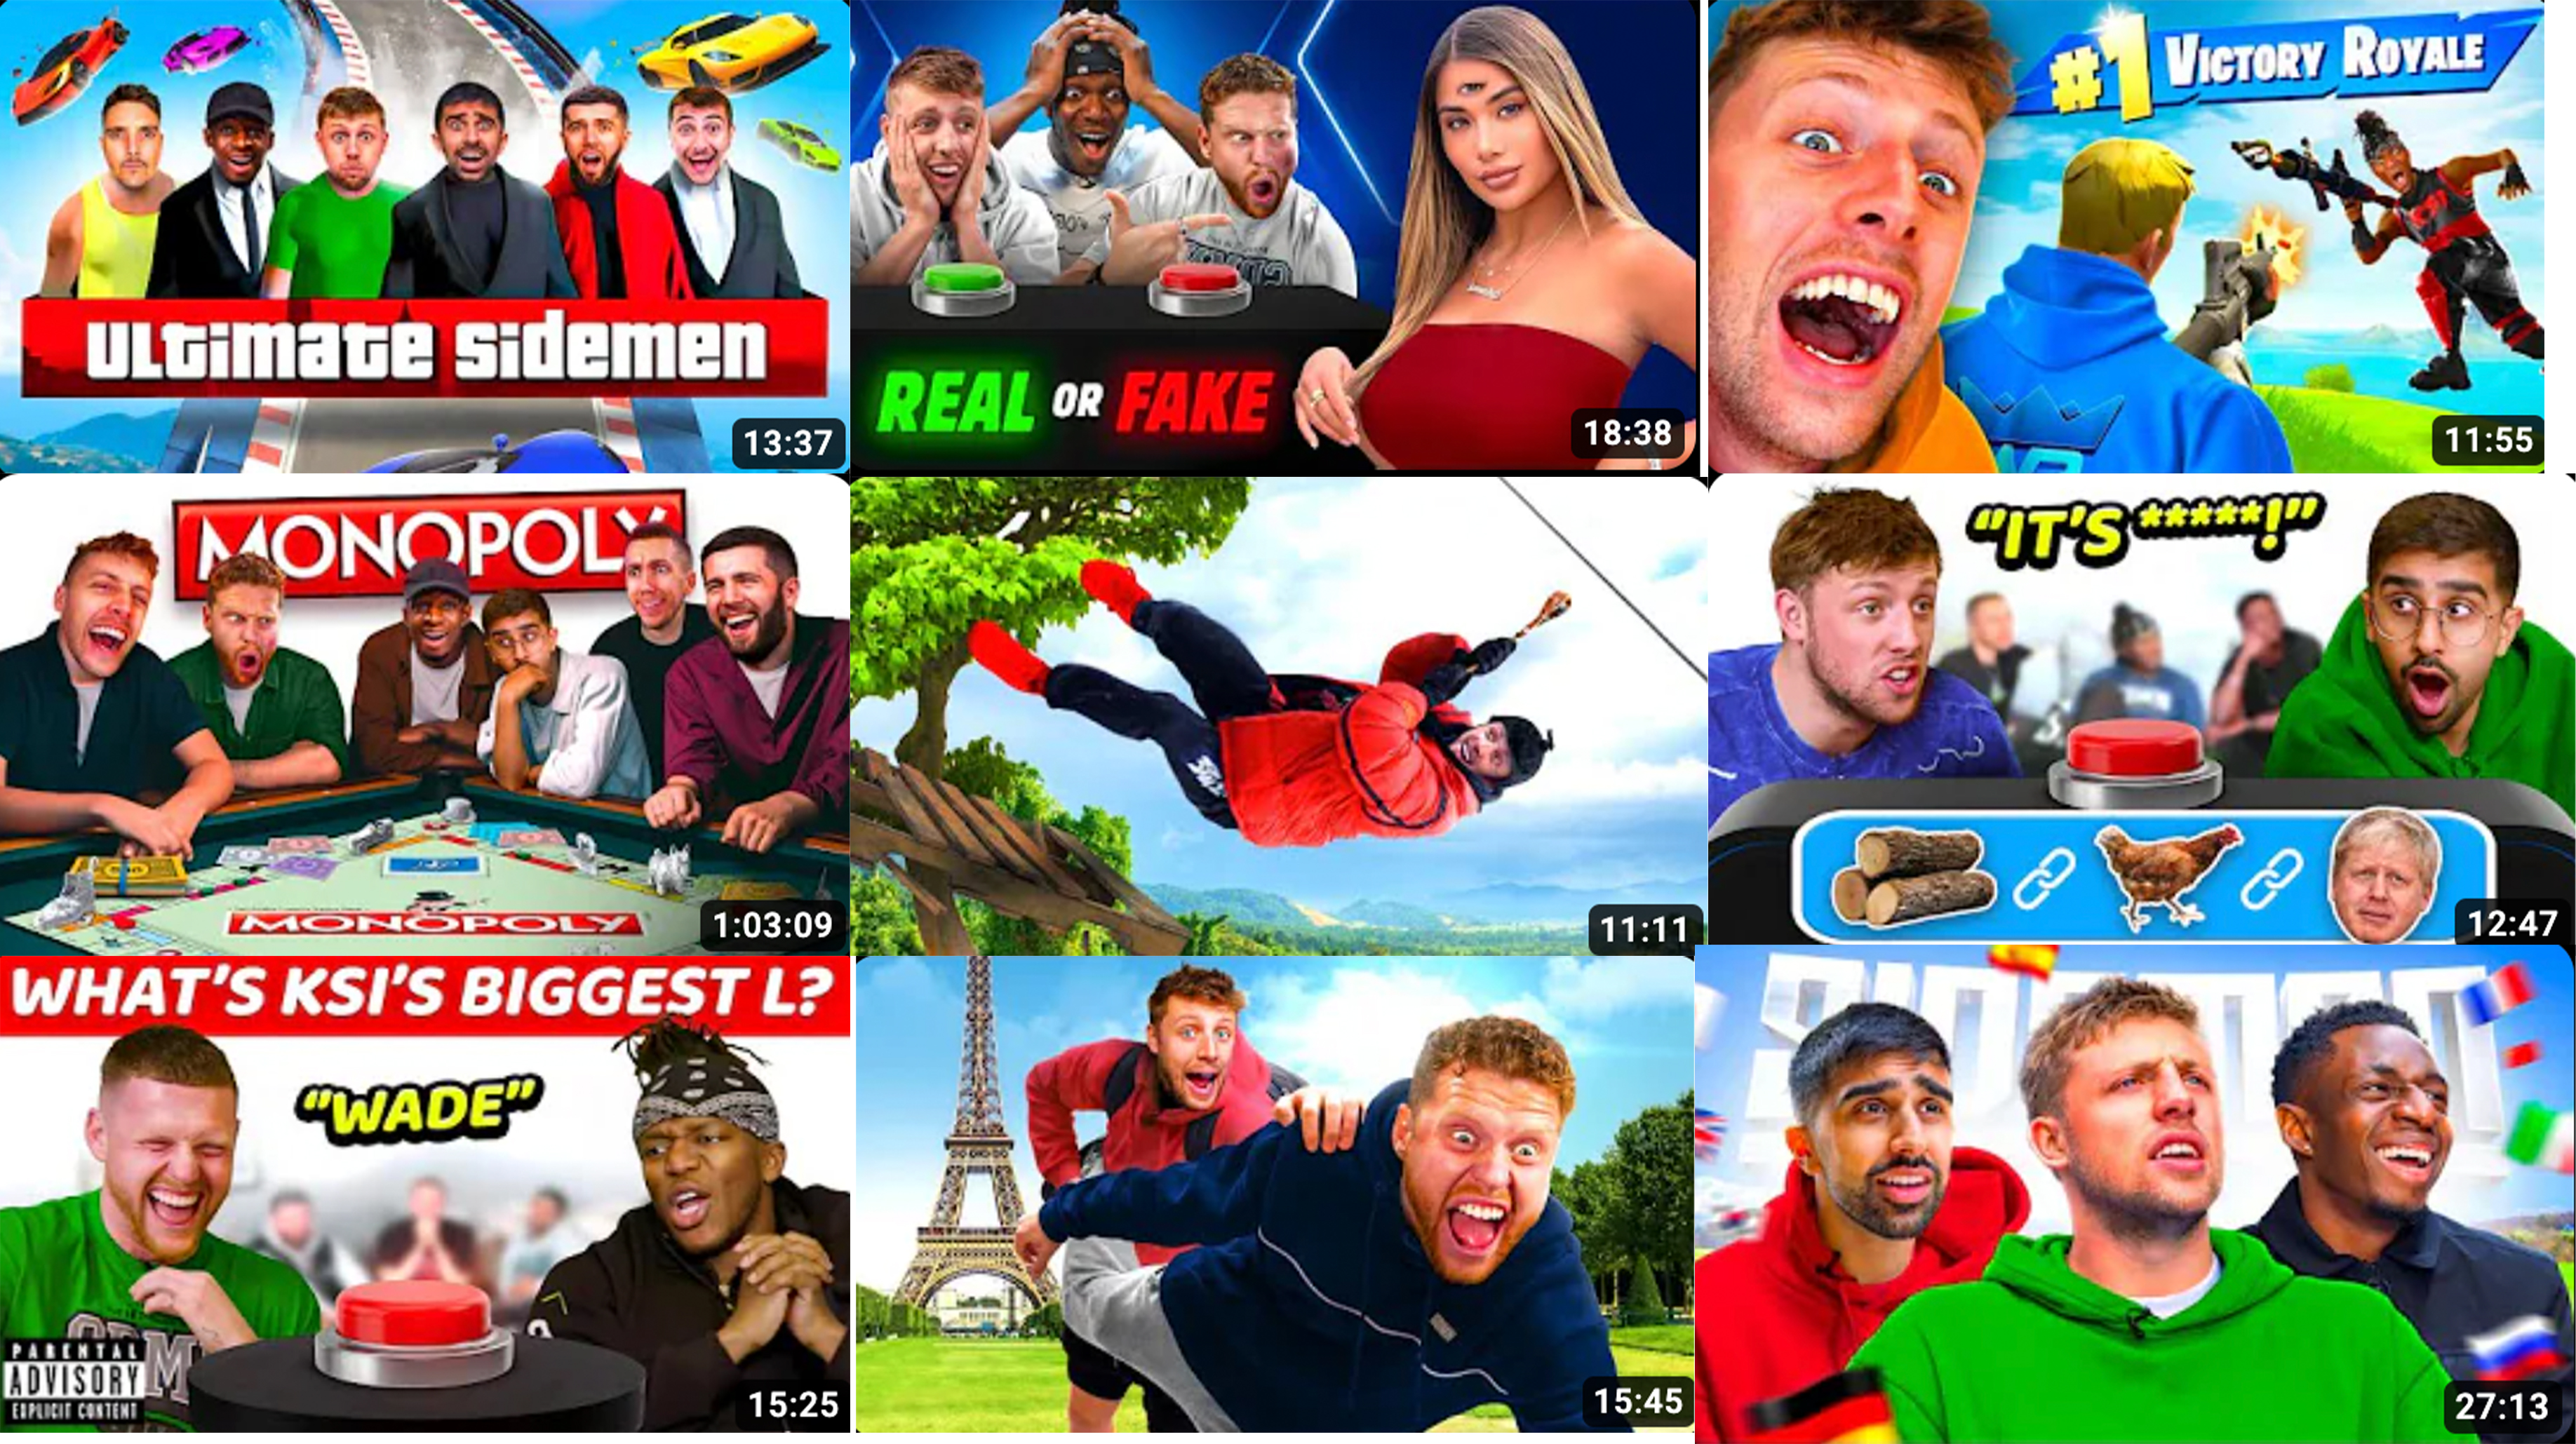 ULTIMATE SIDEMEN
13:37
REAL OR FAKE
18:38
#1 VICTORY ROYALE
11:55
MONOPOLY
MONOPOLY
1:03:09
11:11
"IT'S *****!"
12:47
WHAT'S KSI'S BIGGEST L?
"WADE"
PARENTAL
ADVISORY
EXPLICIT CONTENT
15:25
15:45
SIDEMEN
27:13